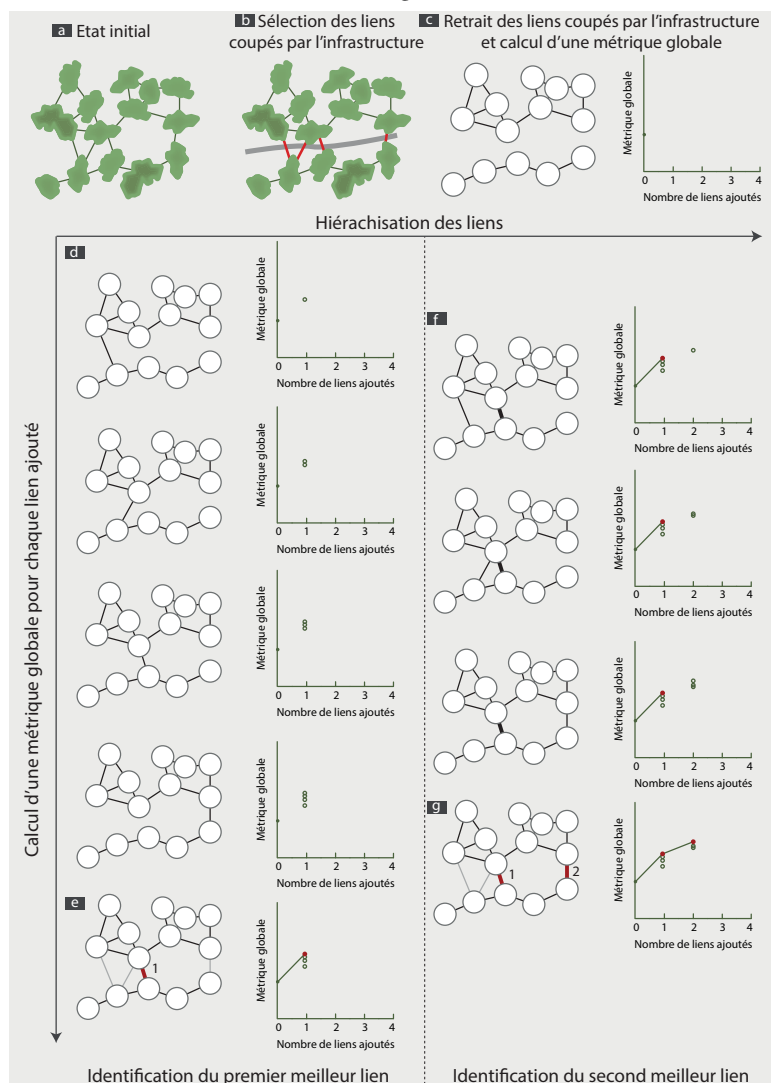 a Etat initial
b Sélection des liens
coupés par l'infrastructure
c Retrait des liens coupés par l'infrastructure
et calcul d'une métrique globale
Métrique globale
0 1 2 3 4
Nombre de liens ajoutés
Hiérachisation des liens
Calcul d'une métrique globale pour chaque lien ajouté
d
Métrique globale
0 1 2 3 4
Nombre de liens ajoutés
Métrique globale
0 1 2 3 4
Nombre de liens ajoutés
Métrique globale
0 1 2 3 4
Nombre de liens ajoutés
Métrique globale
0 1 2 3 4
Nombre de liens ajoutés
e
1
Métrique globale
0 1 2 3 4
Nombre de liens ajoutés
f
Métrique globale
0 1 2 3 4
Nombre de liens ajoutés
Métrique globale
0 1 2 3 4
Nombre de liens ajoutés
Métrique globale
0 1 2 3 4
Nombre de liens ajoutés
g
1
2
Métrique globale
0 1 2 3 4
Nombre de liens ajoutés
Identification du premier meilleur lien
Identification du second meilleur lien